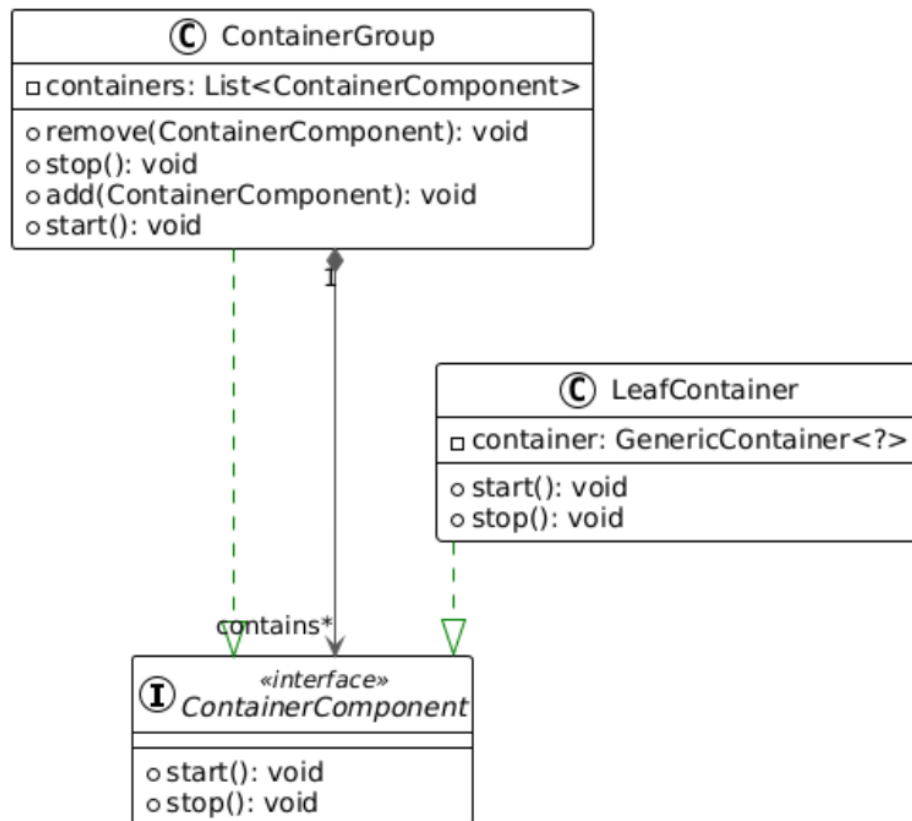 C ContainerGroup
containers: List<ContainerComponent>
remove(ContainerComponent): void
stop(): void
add(ContainerComponent): void
start(): void
1
C LeafContainer
container: GenericContainer<?>
start(): void
stop(): void
contains*
«interface»
I ContainerComponent
start(): void
stop(): void